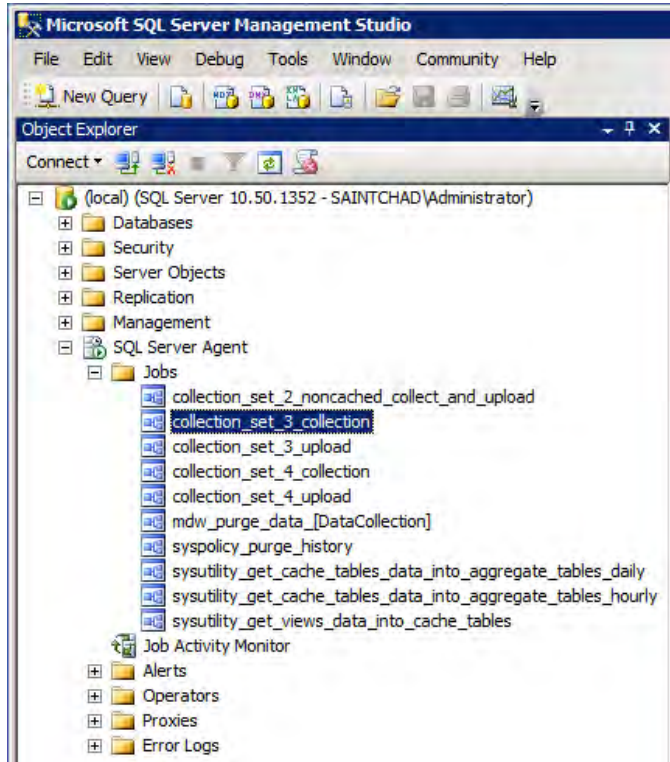 Microsoft SQL Server Management Studio
File Edit View Debug Tools Window Community Help
New Query
Object Explorer
Connect
(local) (SQL Server 10.50.1352 - SAINTCHAD\Administrator)
Databases
Security
Server Objects
Replication
Management
SQL Server Agent
Jobs
collection_set_2_noncached_collect_and_upload
collection_set_3_collection
collection_set_3_upload
collection_set_4_collection
collection_set_4_upload
mdw_purge_data_[DataCollection]
syspolicy_purge_history
sysutility_get_cache_tables_data_into_aggregate_tables_daily
sysutility_get_cache_tables_data_into_aggregate_tables_hourly
sysutility_get_views_data_into_cache_tables
Job Activity Monitor
Alerts
Operators
Proxies
Error Logs